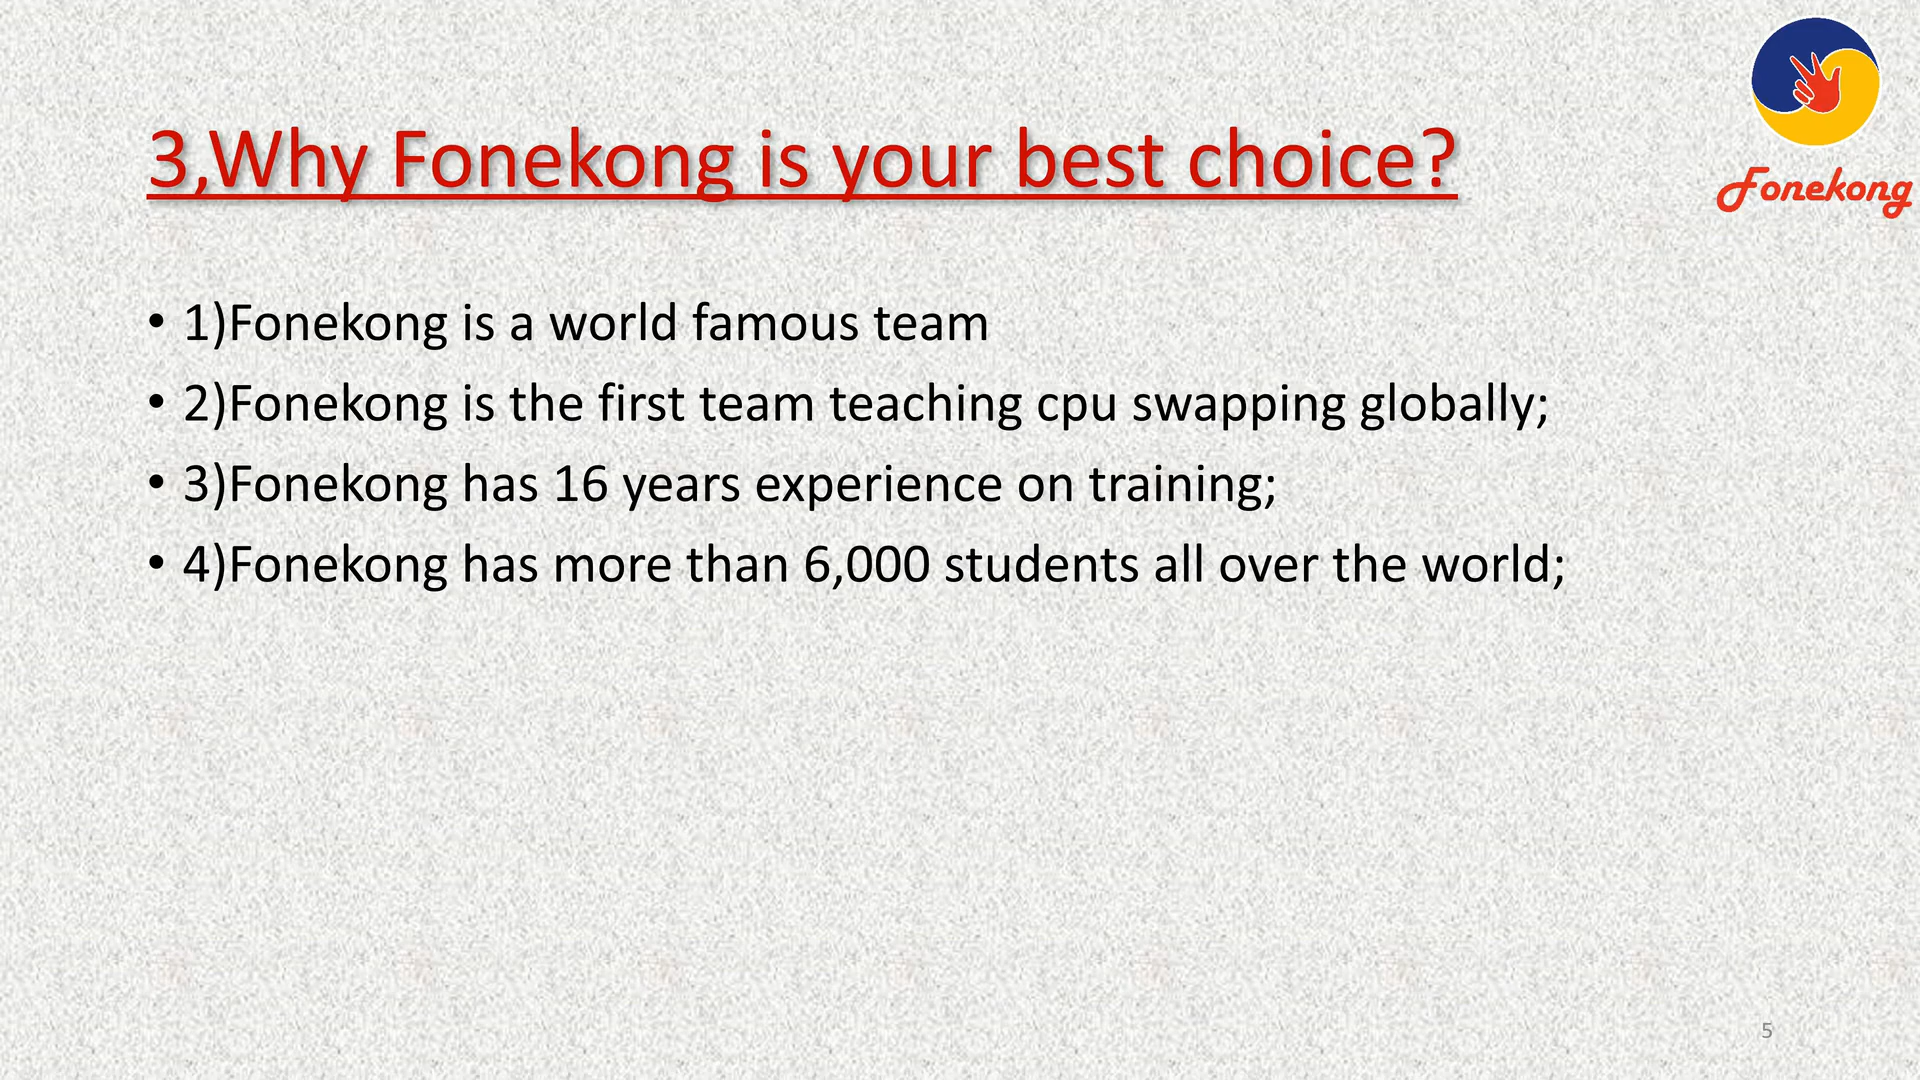 3,Why Fonekong is your best choice?
Fonekong
• 1)Fonekong is a world famous team
• 2)Fonekong is the first team teaching cpu swapping globally;
• 3)Fonekong has 16 years experience on training;
• 4)Fonekong has more than 6,000 students all over the world;
5